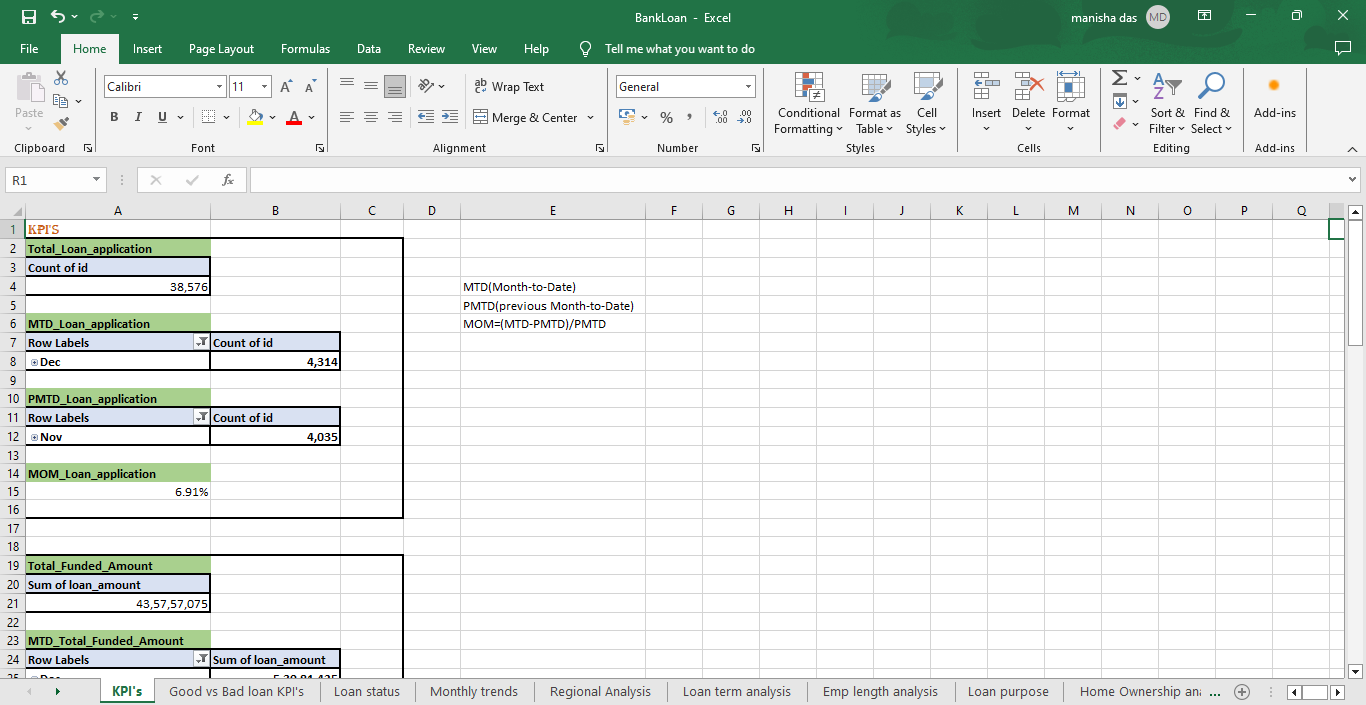 BankLoan - Excel
manisha das MD
File Home Insert Page Layout Formulas Data Review View Help Tell me what you want to do
Paste
Calibri 11 A A
B I U A
ab c Wrap Text
Merge & Center
General
% , .0 .00 .00 .0
Conditional Formatting
Format as Table
Cell Styles
Insert Delete Format
Σ A Z
Sort & Filter
Find & Select
Add-ins
Clipboard Font Alignment Number Styles Cells Editing Add-ins
R1 fx
A B C D E F G H I J K L M N O P Q
1 KPI'S
2 Total_Loan_application
3 Count of id
4 38,576 MTD(Month-to-Date)
5 PMTD(previous Month-to-Date)
6 MTD_Loan_application MOM=(MTD-PMTD)/PMTD
7 Row Labels Count of id
8 Dec 4,314
9
10 PMTD_Loan_application
11 Row Labels Count of id
12 Nov 4,035
13
14 MOM_Loan_application
15 6.91%
16
17
18
19 Total_Funded_Amount
20 Sum of loan_amount
21 43,57,57,075
22
23 MTD_Total_Funded_Amount
24 Row Labels Sum of loan_amount
KPI's Good vs Bad loan KPI's Loan status Monthly trends Regional Analysis Loan term analysis Emp length analysis Loan purpose Home Ownership ana ...